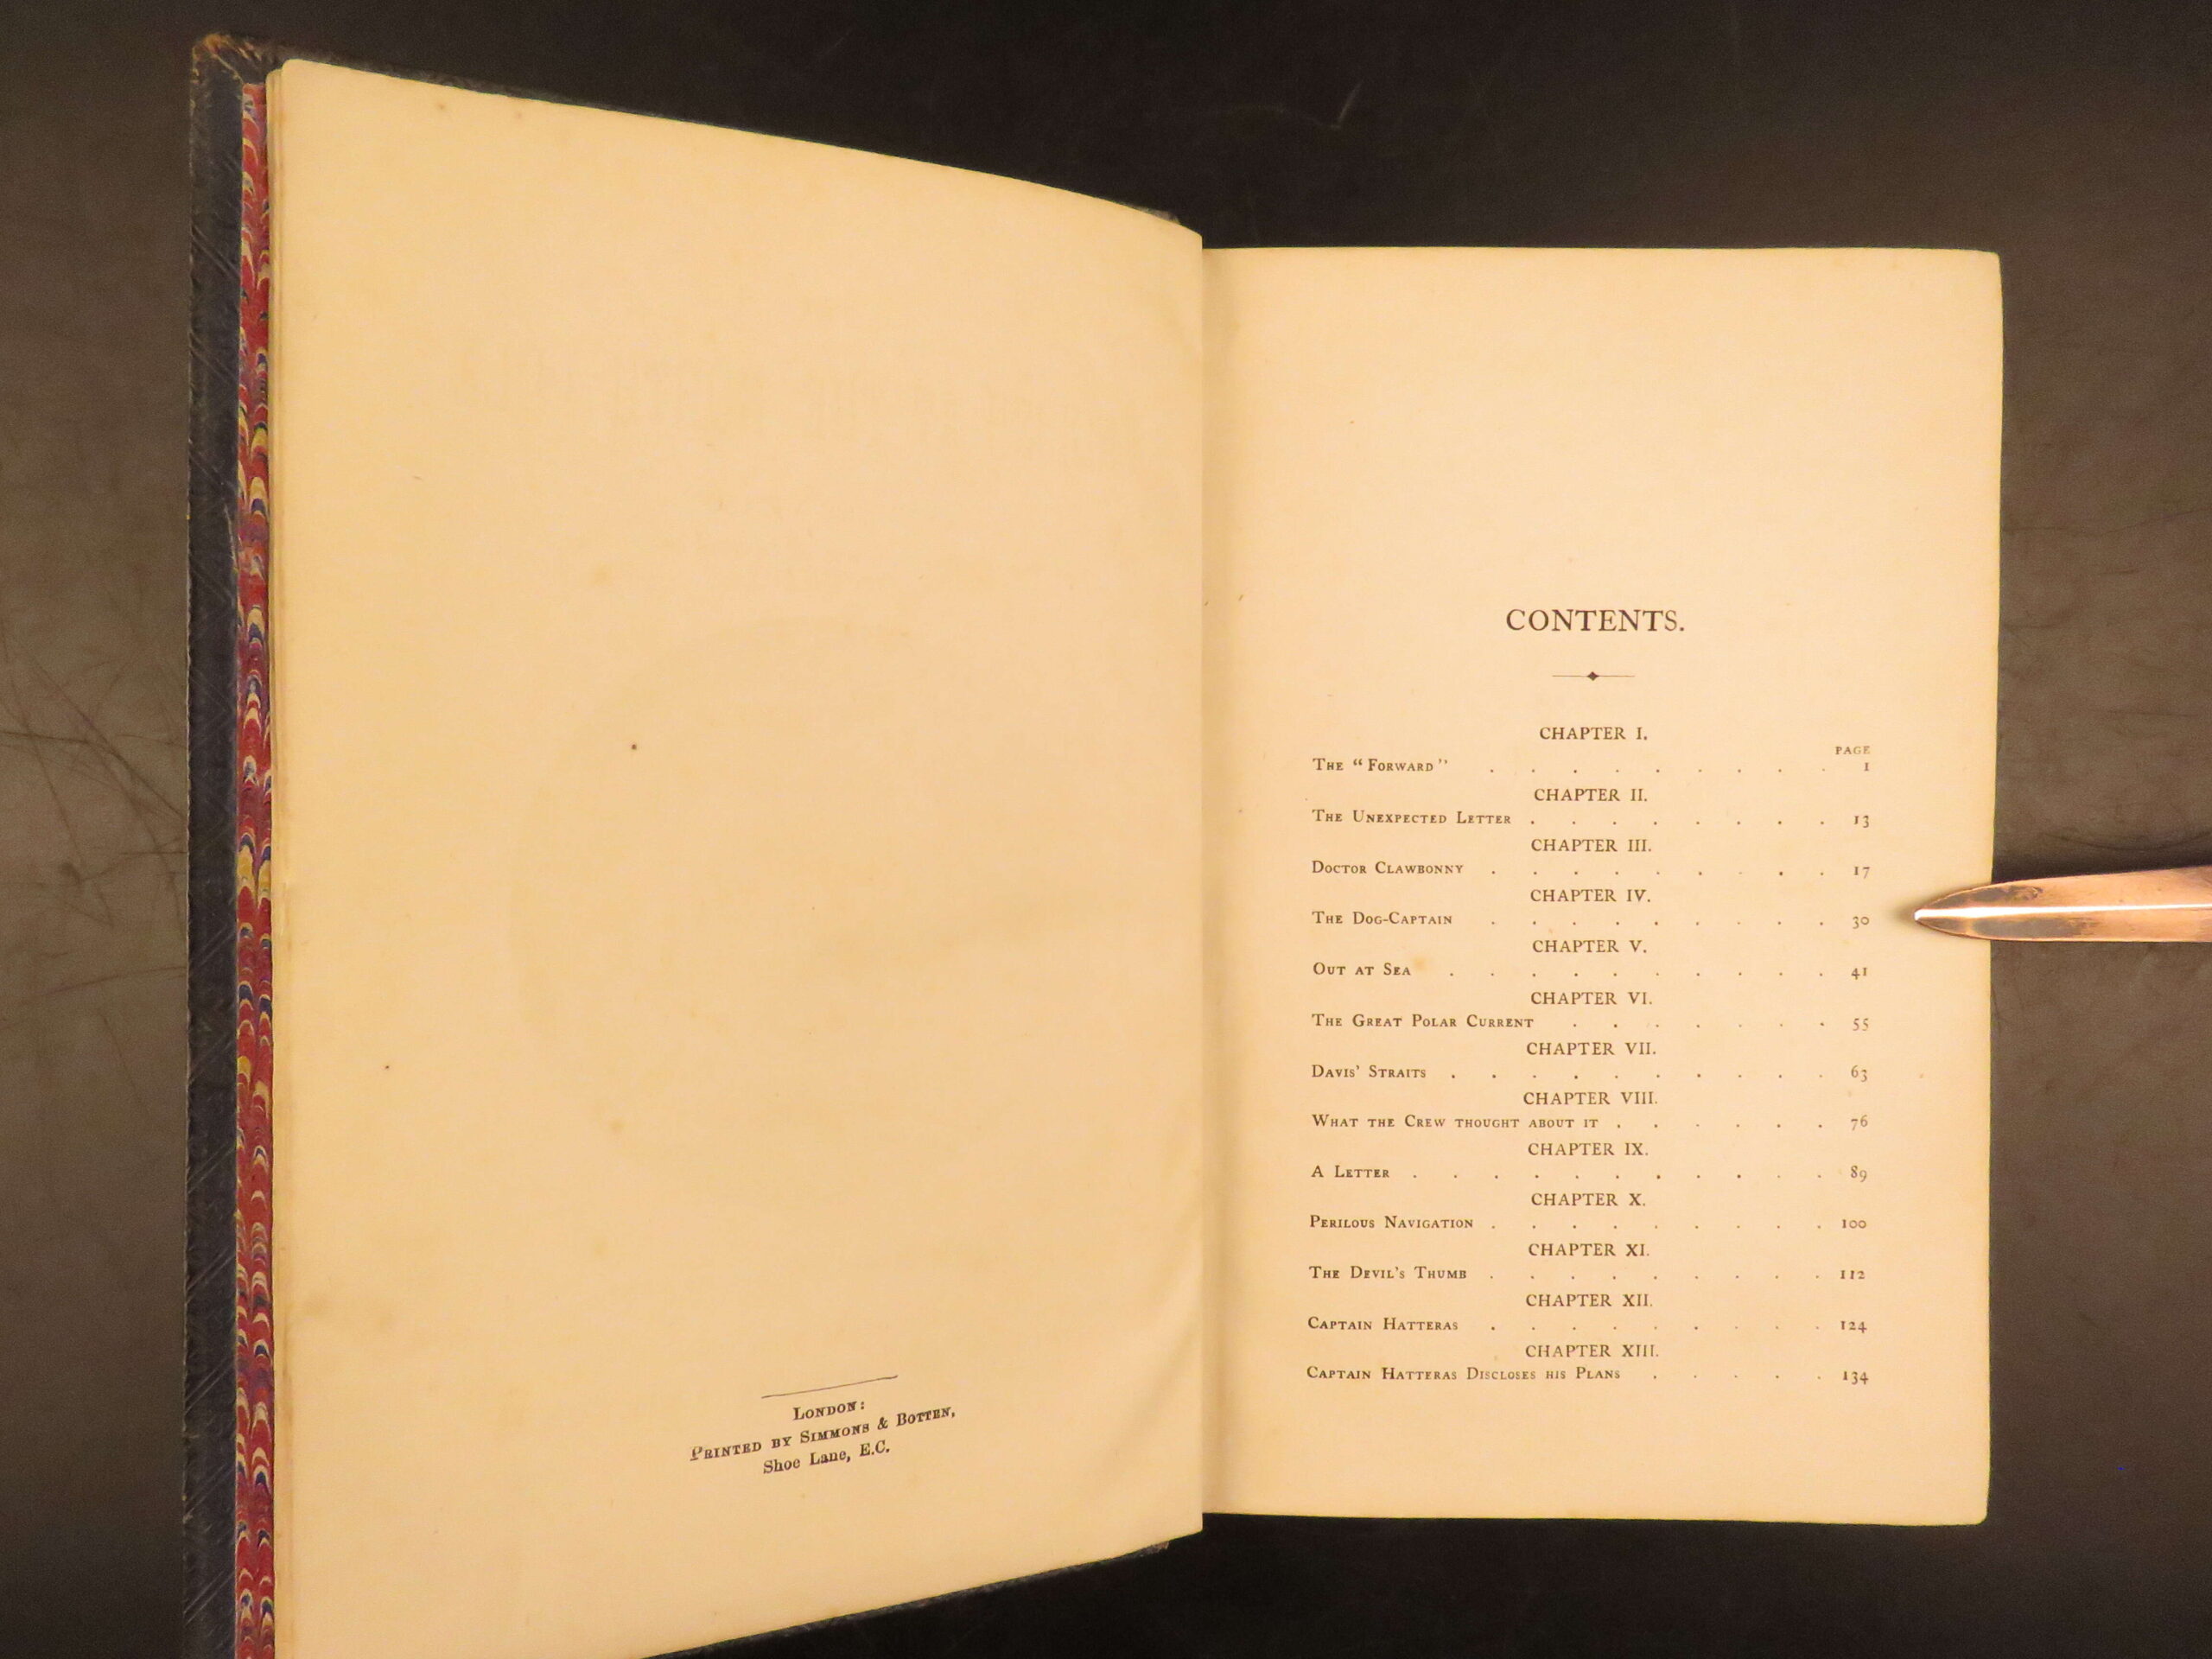 London:
Printed by Simmons & Botten,
Shoe Lane, E.C.
CONTENTS.
CHAPTER I.
PAGE
The “Forward” . . . . . . . . . 1
CHAPTER II.
The Unexpected Letter . . . . . . . . 13
CHAPTER III.
Doctor Clawbonny . . . . . . . . . 17
CHAPTER IV.
The Dog-Captain . . . . . . . . . 30
CHAPTER V.
Out at Sea . . . . . . . . . . 41
CHAPTER VI.
The Great Polar Current . . . . . . . 55
CHAPTER VII.
Davis’ Straits . . . . . . . . . . 63
CHAPTER VIII.
What the Crew thought about it . . . . . . 76
CHAPTER IX.
A Letter . . . . . . . . . . . 89
CHAPTER X.
Perilous Navigation . . . . . . . . . 100
CHAPTER XI.
The Devil’s Thumb . . . . . . . . . 112
CHAPTER XII.
Captain Hatteras . . . . . . . . . 124
CHAPTER XIII.
Captain Hatteras Discloses his Plans . . . . . 134